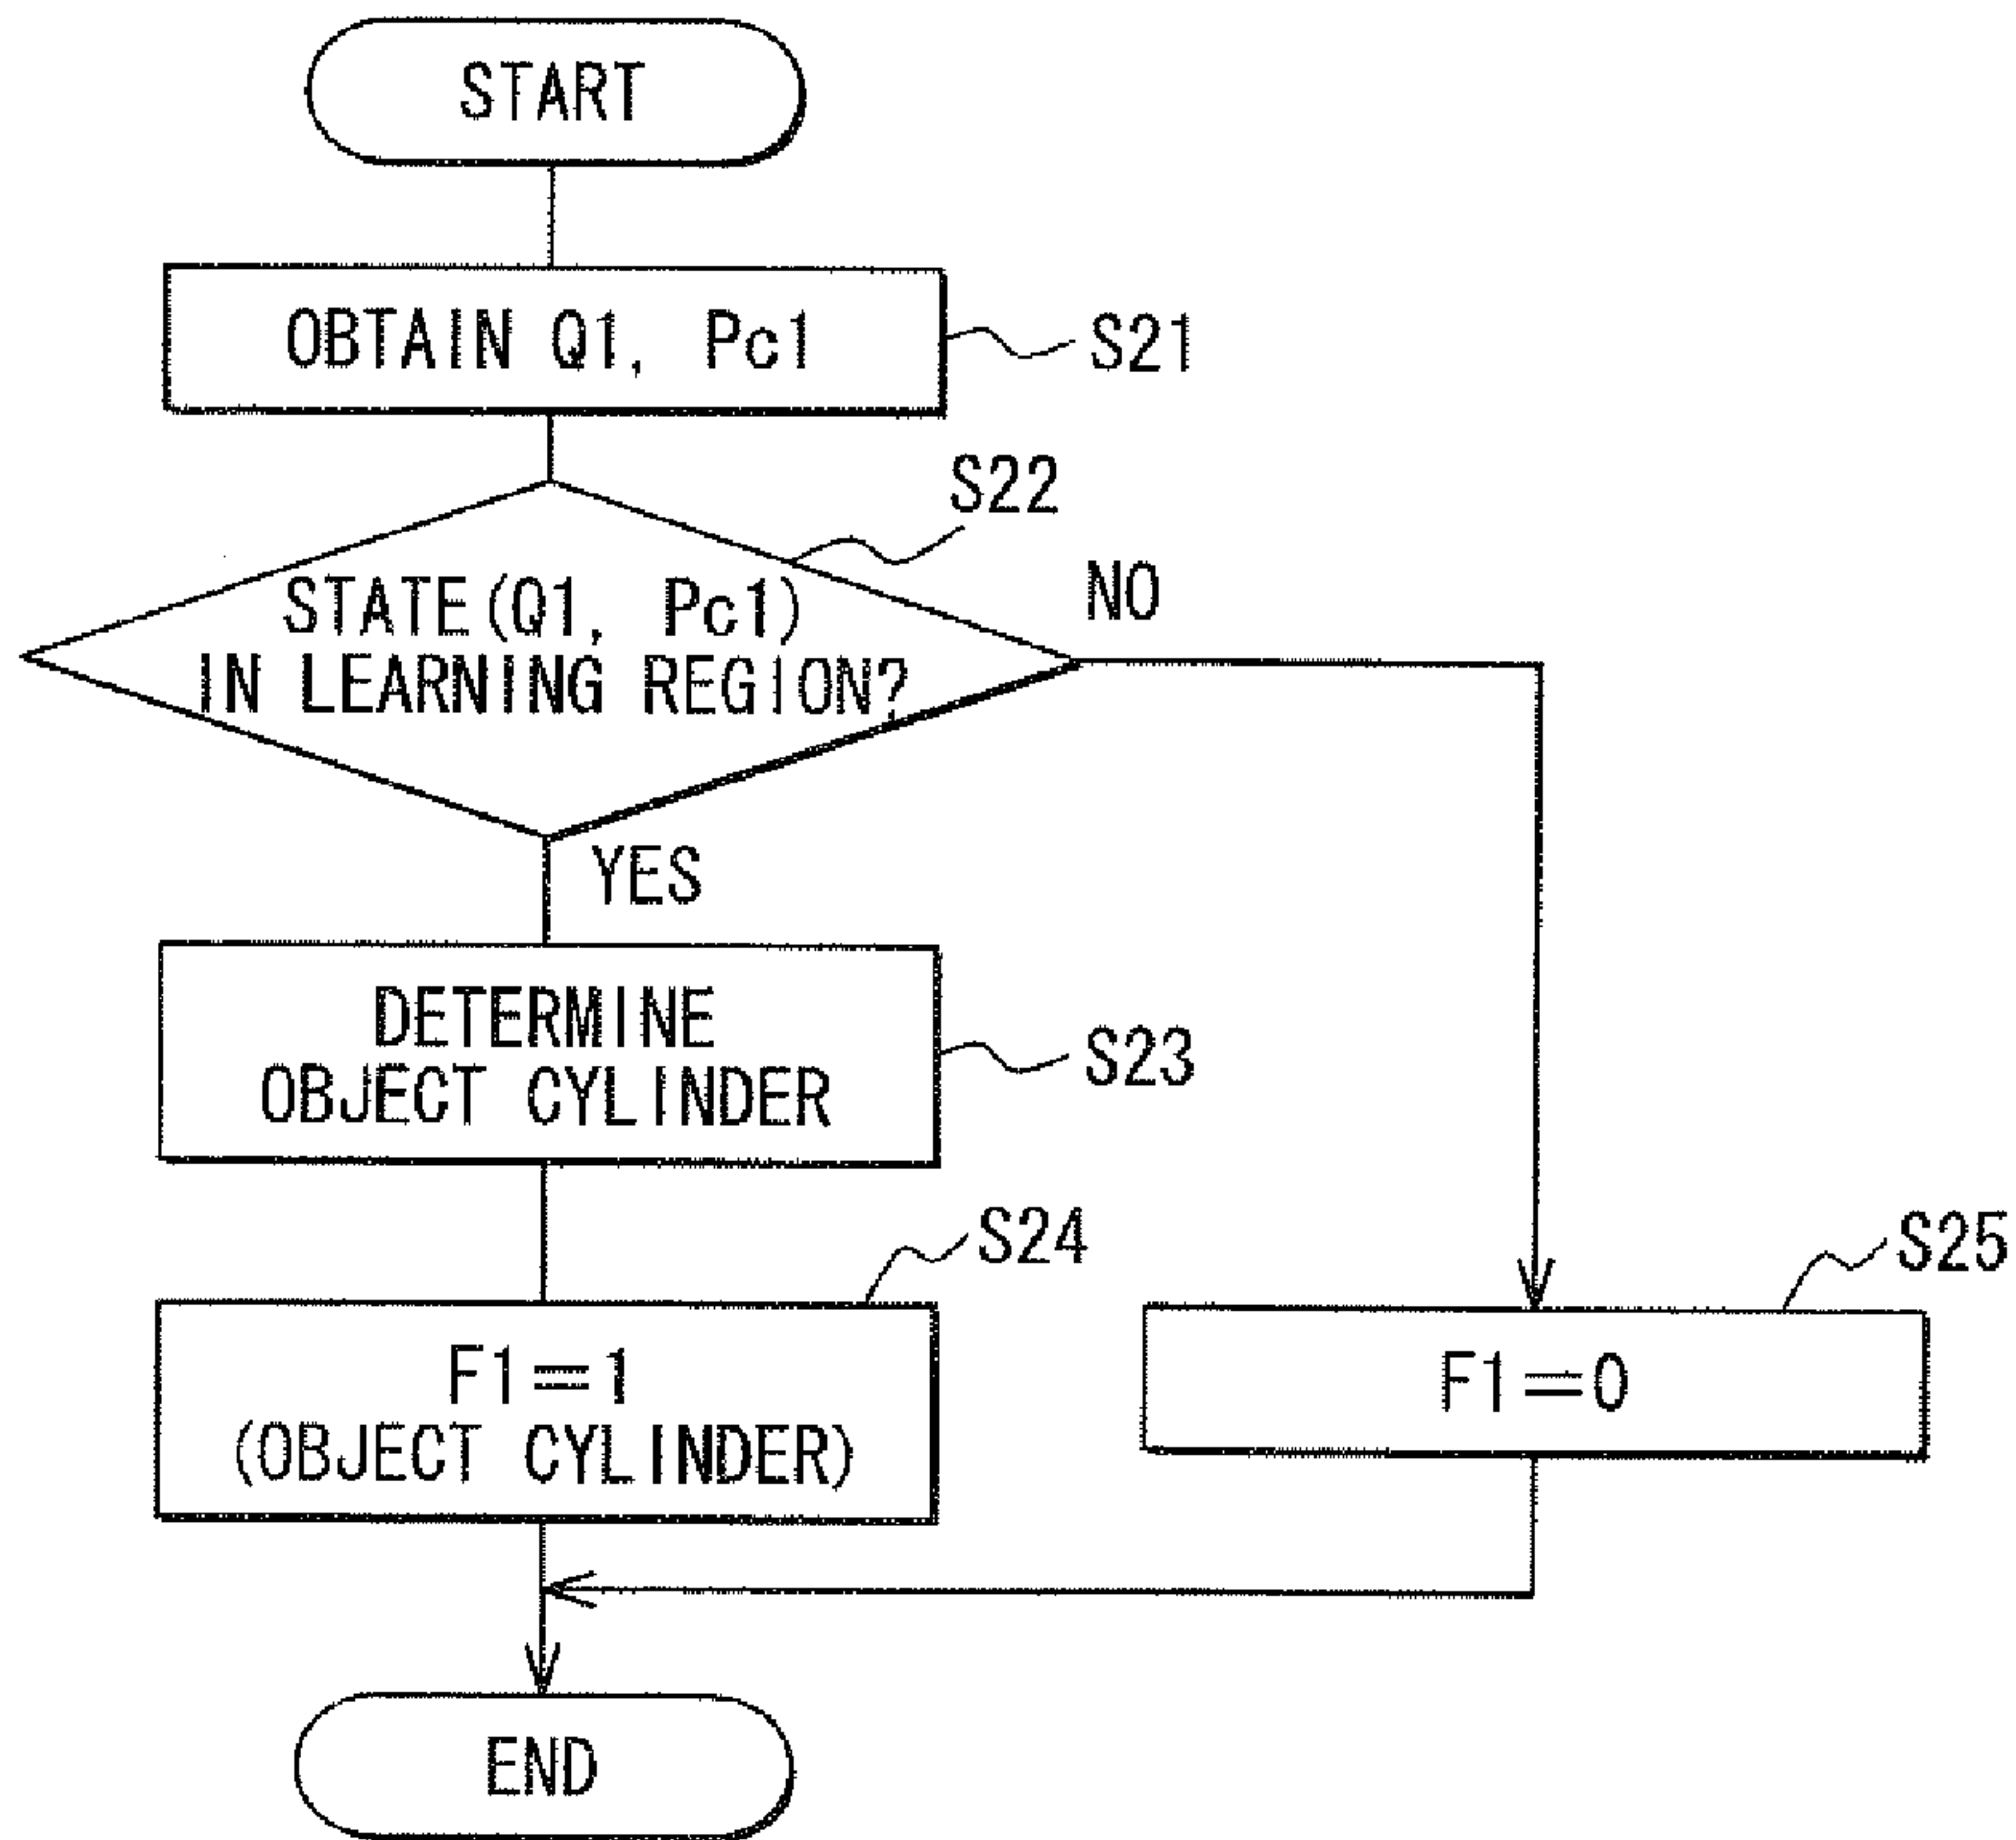 START
OBTAIN Q1, Pc1
S21
S22
STATE(Q1, Pc1)
IN LEARNING REGION?
NO
YES
DETERMINE
OBJECT CYLINDER
S23
S24
F1=1
(OBJECT CYLINDER)
S25
F1=0
END